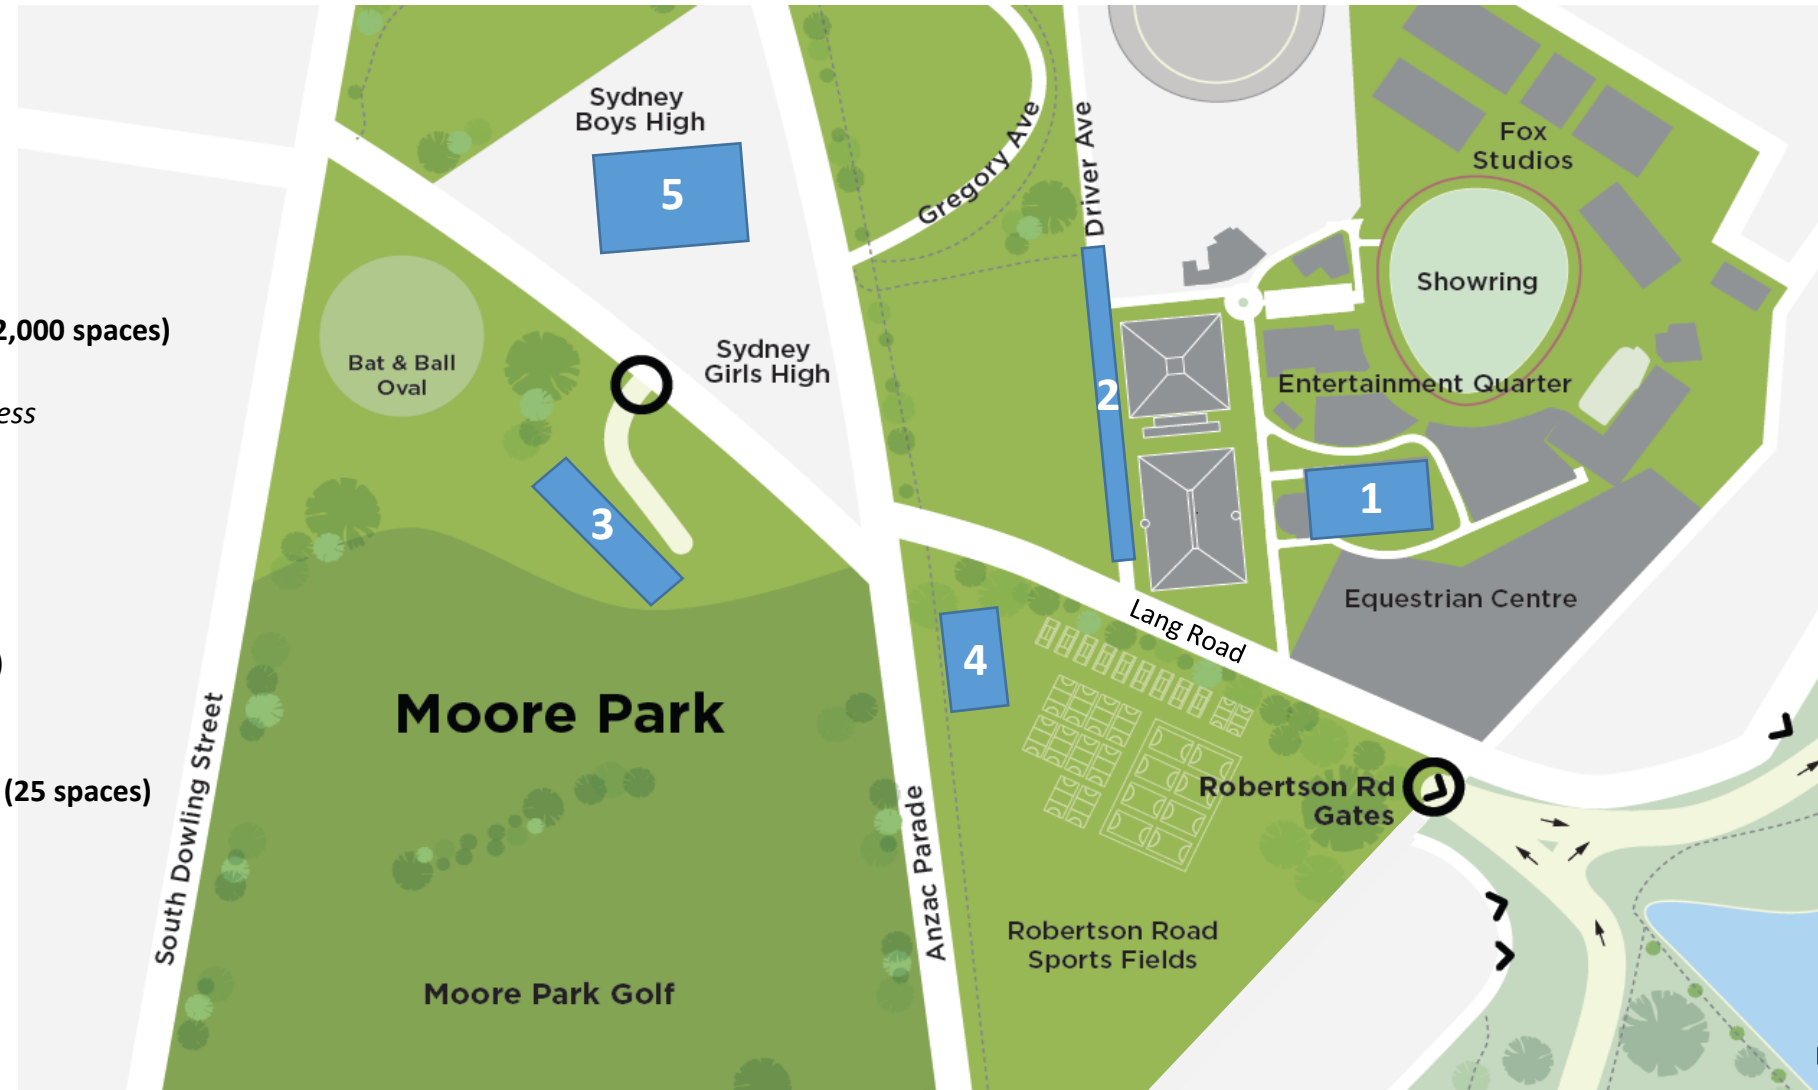 2,000 spaces)
ess
)
(25 spaces)
Sydney
Boys High
5
Gregory Ave
Driver Ave
Fox
Studios
Showring
Bat & Ball
Oval
Sydney
Girls High
2
Entertainment Quarter
1
3
Equestrian Centre
Lang Road
4
Moore Park
South Dowling Street
Anzac Parade
Robertson Rd
Gates
Robertson Road
Sports Fields
Moore Park Golf